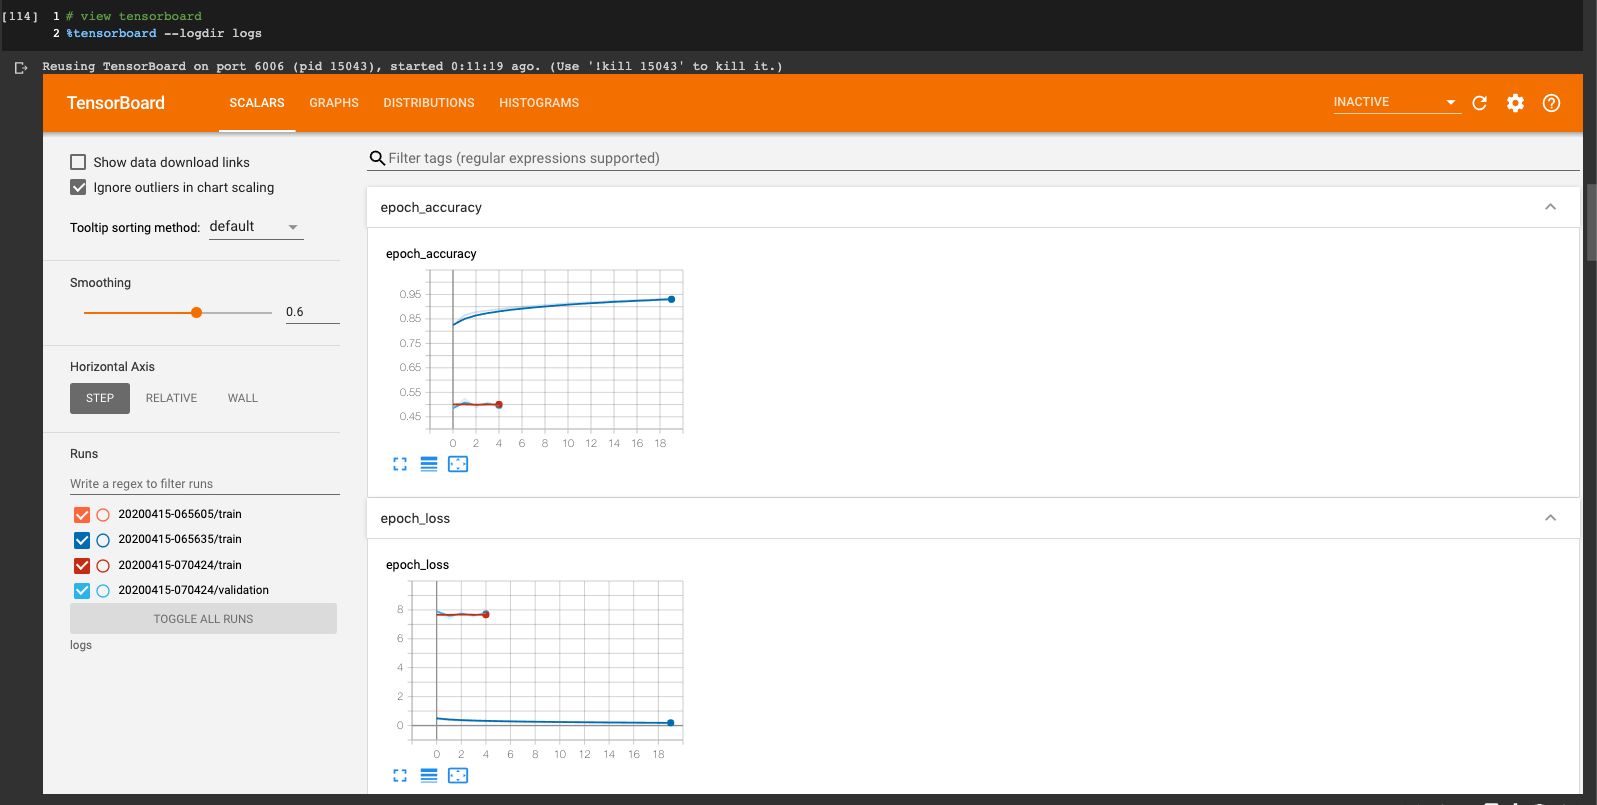 [114] 1 # view tensorboard
2 %tensorboard --logdir logs
Reusing TensorBoard on port 6006 (pid 15043), started 0:11:19 ago. (Use '!kill 15043' to kill it.)
TensorBoard SCALARS GRAPHS DISTRIBUTIONS HISTOGRAMS INACTIVE
Show data download links
Ignore outliers in chart scaling
Tooltip sorting method: default
Smoothing
0.6
Horizontal Axis
STEP RELATIVE WALL
Runs
Write a regex to filter runs
20200415-065605/train
20200415-065635/train
20200415-070424/train
20200415-070424/validation
TOGGLE ALL RUNS
logs
Filter tags (regular expressions supported)
epoch_accuracy
epoch_accuracy
0.95
0.85
0.75
0.65
0.55
0.45
0 2 4 6 8 10 12 14 16 18
epoch_loss
epoch_loss
8
6
4
2
0
0 2 4 6 8 10 12 14 16 18